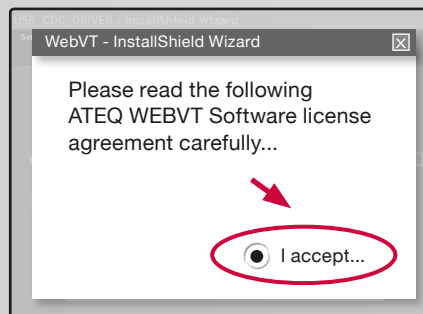 USB_CDC_DRIVER - InstallShield Wizard
WebVT - InstallShield Wizard
Please read the following
ATEQ WEBVT Software license
agreement carefully...
I accept...